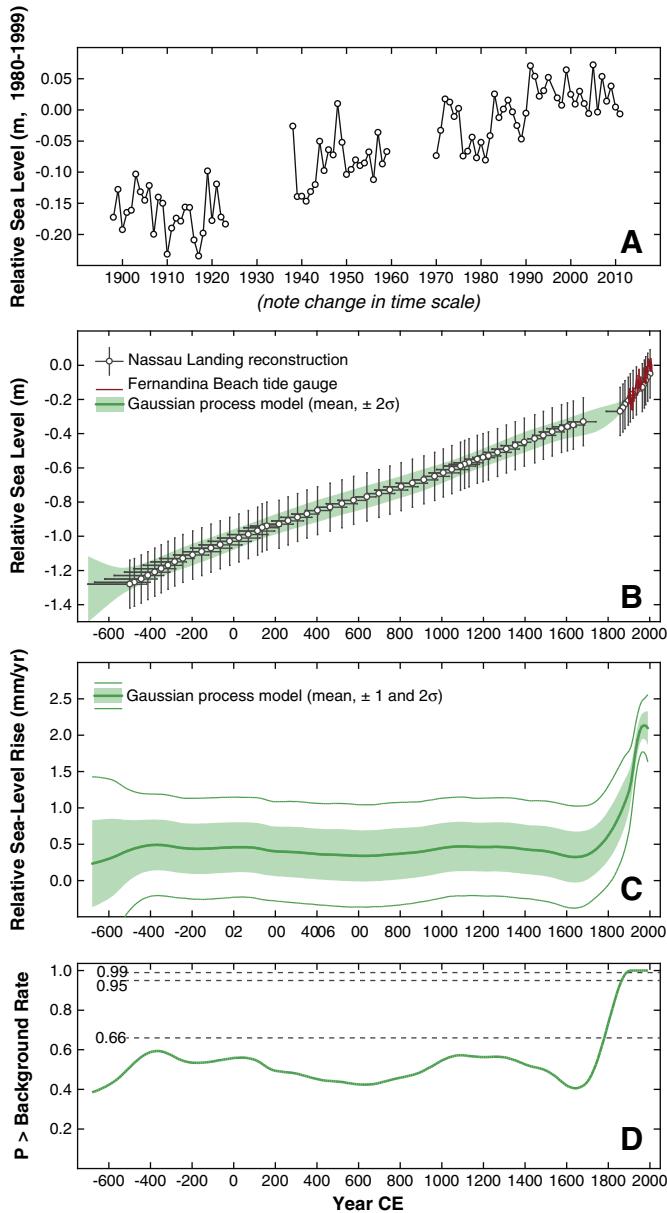 Relative Sea Level (m, 1980-1999)
0.05
0.00
-0.05
-0.10
-0.15
-0.20
A
1900 1910 1920 1930 1940 1950 1960 1970 1980 1990 2000 2010
(note change in time scale)
Relative Sea Level (m)
0.0
-0.2
-0.4
-0.6
-0.8
-1.0
-1.2
-1.4
Nassau Landing reconstruction
Fernandina Beach tide gauge
Gaussian process model (mean, ± 2σ)
B
-600 -400 -200 0 200 400 600 800 1000 1200 1400 1600 1800 2000
Relative Sea-Level Rise (mm/yr)
2.5
2.0
1.5
1.0
0.5
0.0
Gaussian process model (mean, ± 1 and 2σ)
C
-600 -400 -200 02 00 4006 00 800 1000 1200 1400 1600 1800 2000
P > Background Rate
1.0
0.8
0.6
0.4
0.2
0.99
0.95
0.66
D
-600 -400 -200 0 200 400 600 800 1000 1200 1400 1600 1800 2000
Year CE